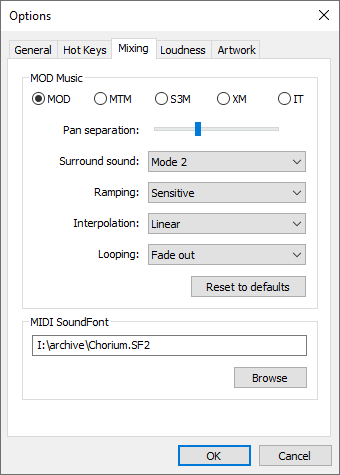 Options
General Hot Keys Mixing Loudness Artwork
MOD Music
MOD MTM S3M XM IT
Pan separation:
Surround sound: Mode 2
Ramping: Sensitive
Interpolation: Linear
Looping: Fade out
Reset to defaults
MIDI SoundFont
I:\archive\Chorium.SF2
Browse
OK Cancel